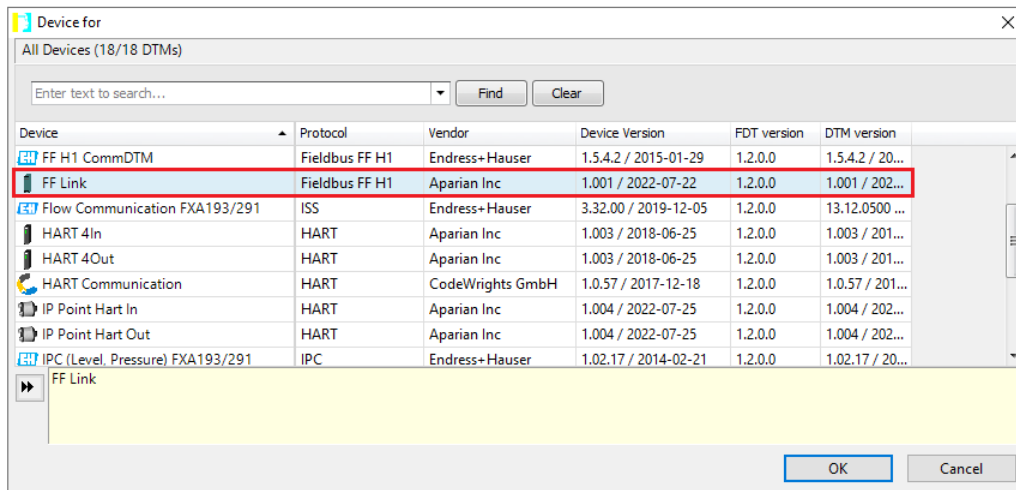 Device for
All Devices (18/18 DTMs)
Enter text to search...
Find
Clear
Device Protocol Vendor Device Version FDT version DTM version
FF H1 CommDTM Fieldbus FF H1 Endress+Hauser 1.5.4.2 / 2015-01-29 1.2.0.0 1.5.4.2 / 20...
FF Link Fieldbus FF H1 Aparian Inc 1.001 / 2022-07-22 1.2.0.0 1.001 / 202...
Flow Communication FXA193/291 ISS Endress+Hauser 3.32.00 / 2019-12-05 1.2.0.0 13.12.0500 ...
HART 4In HART Aparian Inc 1.003 / 2018-06-25 1.2.0.0 1.003 / 201...
HART 4Out HART Aparian Inc 1.003 / 2018-06-25 1.2.0.0 1.003 / 201...
HART Communication HART CodeWrights GmbH 1.0.57 / 2017-12-18 1.2.0.0 1.0.57 / 201...
IP Point Hart In HART Aparian Inc 1.004 / 2022-07-25 1.2.0.0 1.004 / 202...
IP Point Hart Out HART Aparian Inc 1.004 / 2022-07-25 1.2.0.0 1.004 / 202...
IPC (Level, Pressure) FXA193/291 IPC Endress+Hauser 1.02.17 / 2014-02-21 1.2.0.0 1.02.17 / 20...
FF Link
OK
Cancel